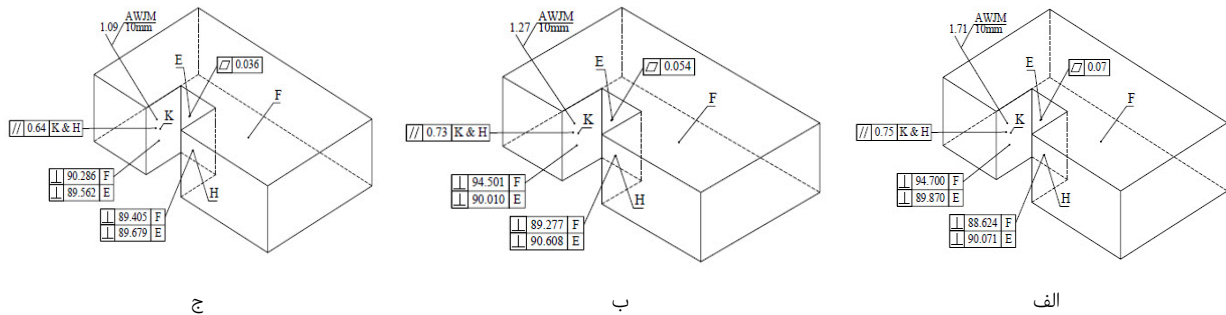 1.09 AWJM
10mm
E
0.036
F
K
// 0.64 K & H
⊥ 90.286 F
⊥ 89.562 E
H
⊥ 89.405 F
⊥ 89.679 E
ج
1.27 AWJM
10mm
E
0.054
F
K
// 0.73 K & H
⊥ 94.501 F
⊥ 90.010 E
H
⊥ 89.277 F
⊥ 90.608 E
ب
1.71 AWJM
10mm
E
0.07
F
K
// 0.75 K & H
⊥ 94.700 F
⊥ 89.870 E
H
⊥ 88.624 F
⊥ 90.071 E
الف